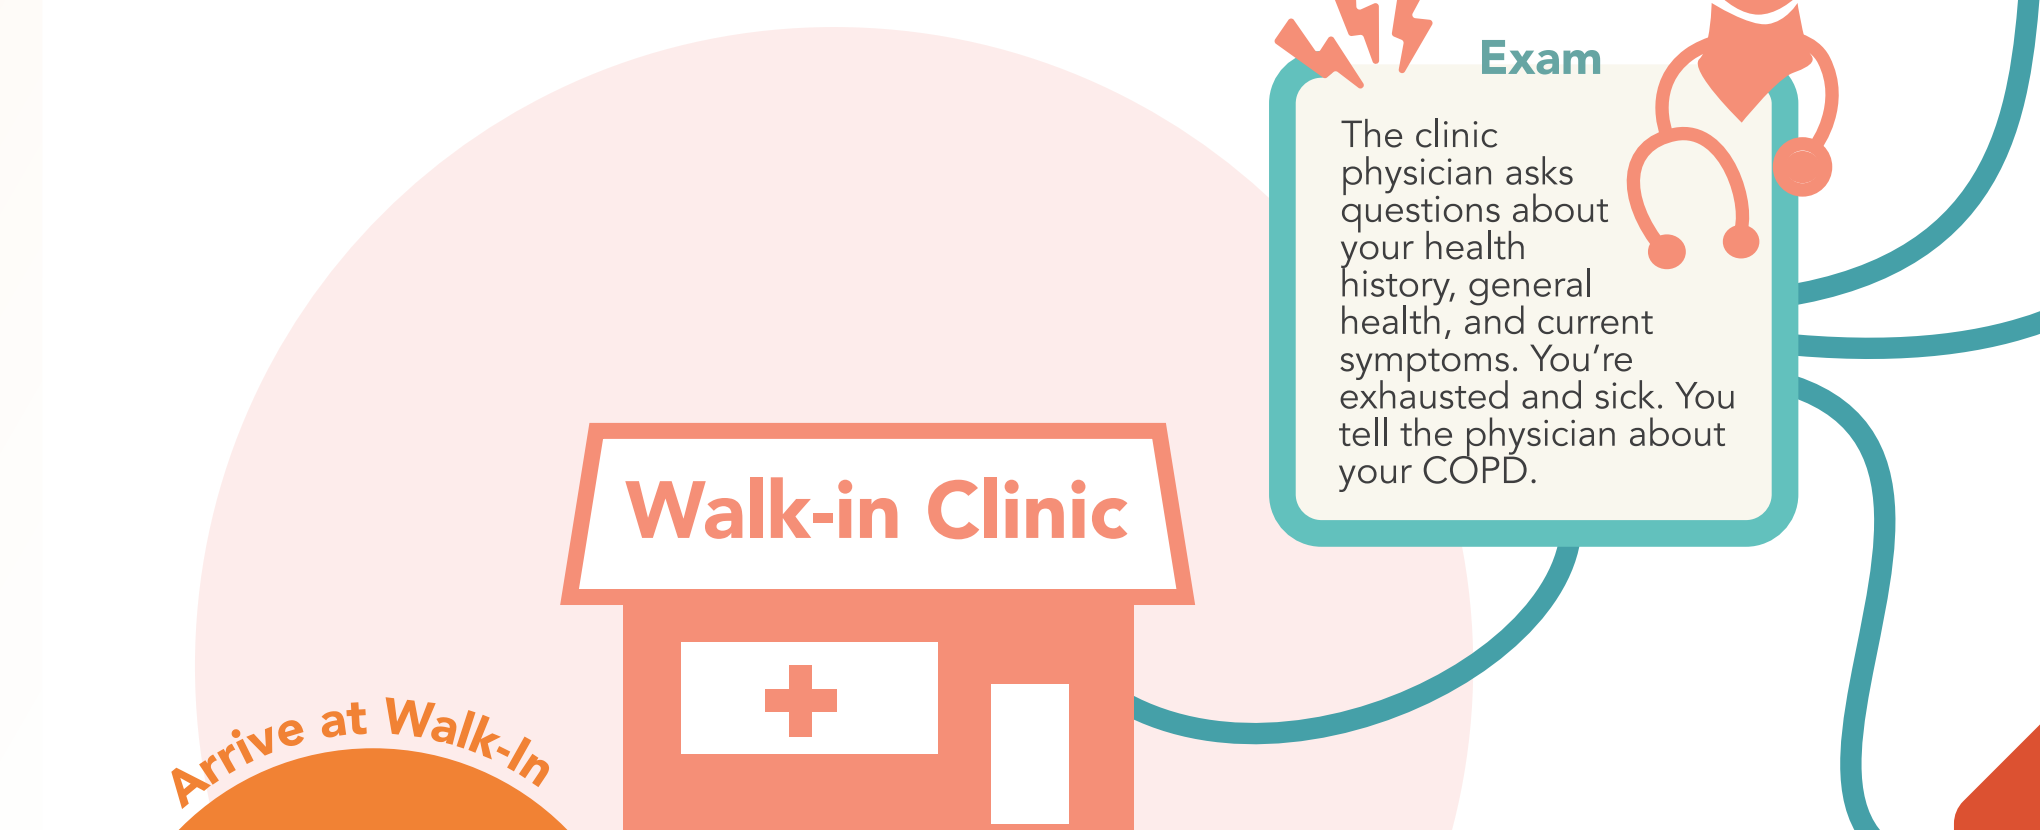 Exam
The clinic
physician asks
questions about
your health
history, general
health, and current
symptoms. You’re
exhausted and sick. You
tell the physician about
your COPD.
Walk-in Clinic
Arrive at Walk-In